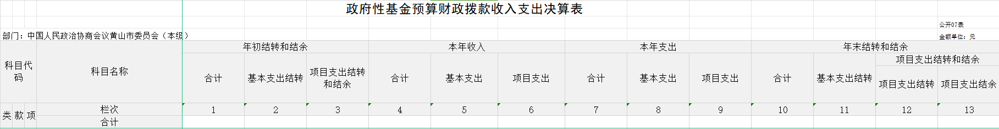 政府性基金预算财政拨款收入支出决算表
公开07表
部门：中国人民政治协商会议黄山市委员会（本级）
金额单位：元
科目代码
科目名称
年初结转和结余
本年收入
本年支出
年末结转和结余
合计
基本支出结转
项目支出结转和结余
合计
基本支出
项目支出
合计
基本支出
项目支出
合计
基本支出结转
项目支出结转和结余
项目支出结转
项目支出结余
类 款 项
栏次 1 2 3 4 5 6 7 8 9 10 11 12 13
合计